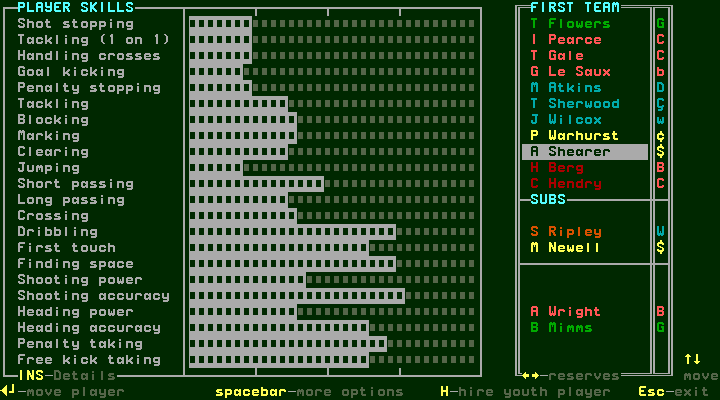 PLAYER SKILLS
Shot stopping
Tackling (1 on 1)
Handling crosses
Goal kicking
Penalty stopping
Tackling
Blocking
Marking
Clearing
Jumping
Short passing
Long passing
Crossing
Dribbling
First touch
Finding space
Shooting power
Shooting accuracy
Heading power
Heading accuracy
Penalty taking
Free kick taking
INS—Details
FIRST TEAM
T Flowers G
I Pearce C
T Gale C
G Le Saux b
M Atkins D
T Sherwood Ç
J Wilcox w
P Warhurst ¢
A Shearer $
H Berg B
C Hendry C
SUBS
S Ripley W
M Newell $
A Wright B
B Mimms G
↔—reserves
↑↓
move
↵—move player spacebar—more options H—hire youth player Esc—exit